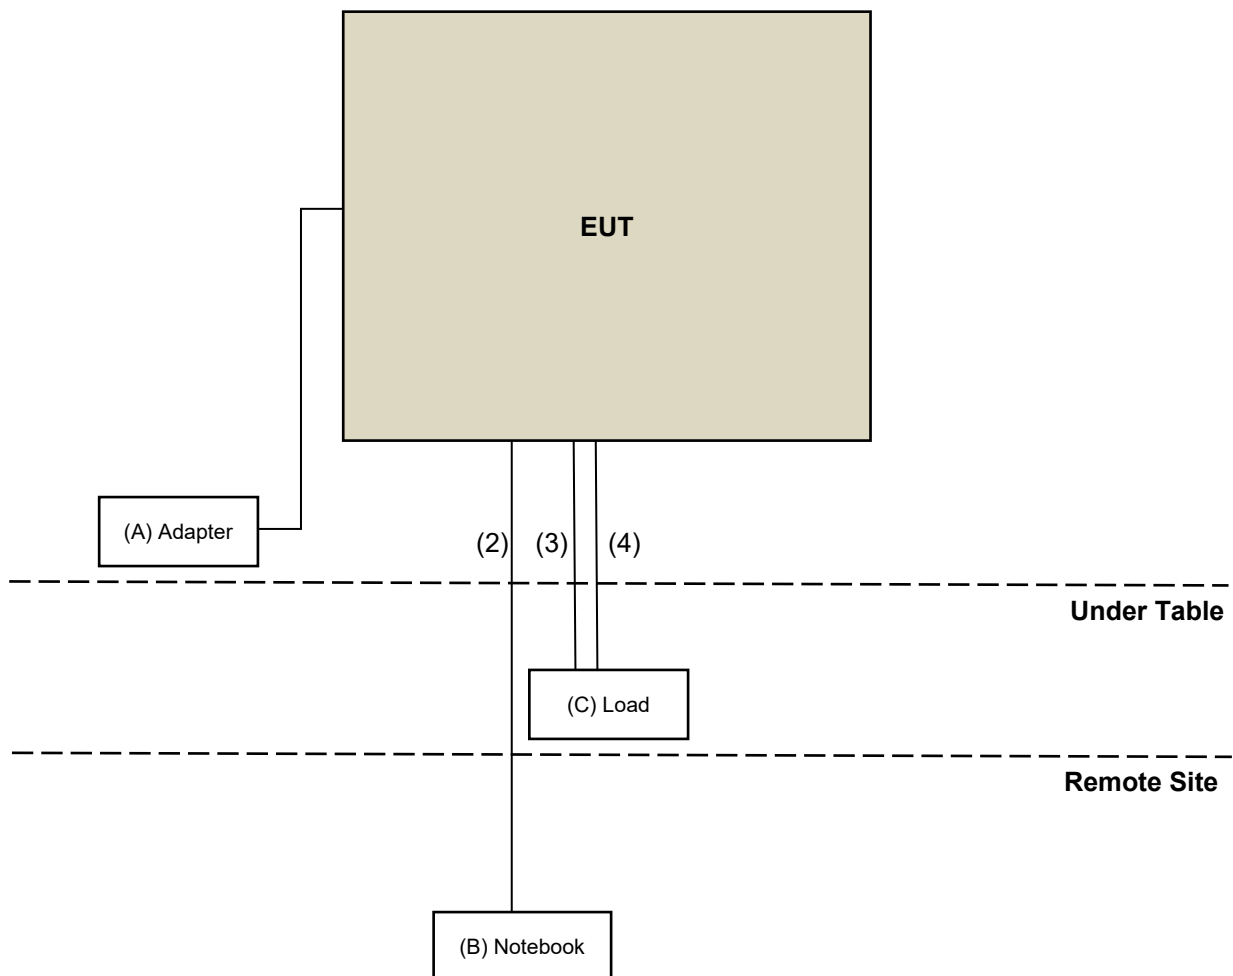 EUT
(A) Adapter
(2) (3) (4)
Under Table
(C) Load
Remote Site
(B) Notebook